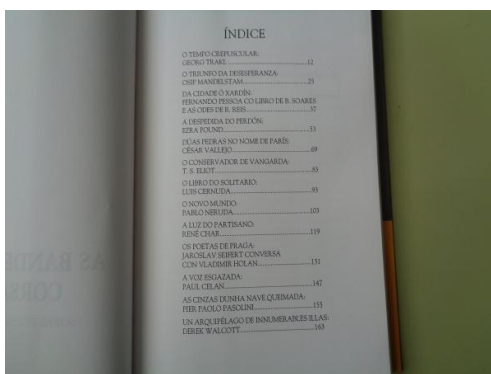 ÍNDICE
O TEMPO CREPUSCULAR:
GEORG TRAKL 12
O TRIUNFO DA DESESPERANZA:
OSIP MANDELSTAM 25
DA CIDADE Ó XARDÍN:
FERNANDO PESSOA CO LIBRO DE B. SOARES
E AS ODES DE R. REIS 37
A DESPEDIDA DO PERDÓN:
EZRA POUND 53
DÚAS PEDRAS NO NOME DE PARÍS:
CÉSAR VALLEJO 69
O CONSERVADOR DE VANGARDA:
T. S. ELIOT 83
O LIBRO DO SOLITARIO:
LUIS CERNUDA 93
O NOVO MUNDO:
PABLO NERUDA 103
A LUZ DO PARTISANO:
RENÉ CHAR 119
OS POETAS DE PRAGA:
JAROSLAV SEIFERT CONVERSA
CON VLADIMIR HOLAN 131
A VOZ ESGAZADA:
PAUL CELAN 147
AS CINZAS DUNHA NAVE QUEIMADA:
PIER PAOLO PASOLINI 155
UN ARQUIPÉLAGO DE INNUMERABLES ILLAS:
DEREK WALCOTT 163